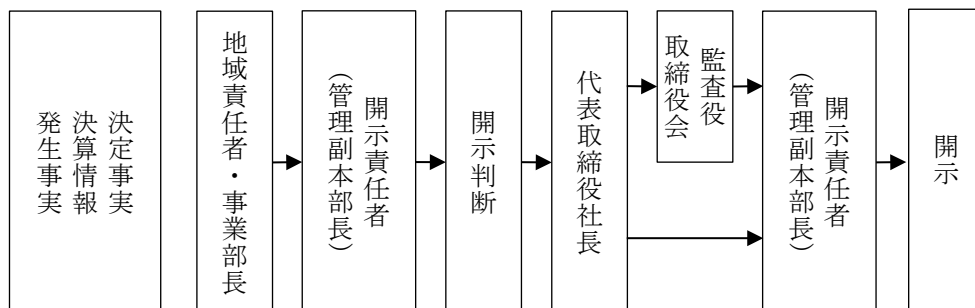 決定事実
決算情報
発生事実
地域責任者・事業部長
開示責任者
（管理副本部長）
開示判断
代表取締役社長
監査役
取締役会
開示責任者
（管理副本部長）
開示